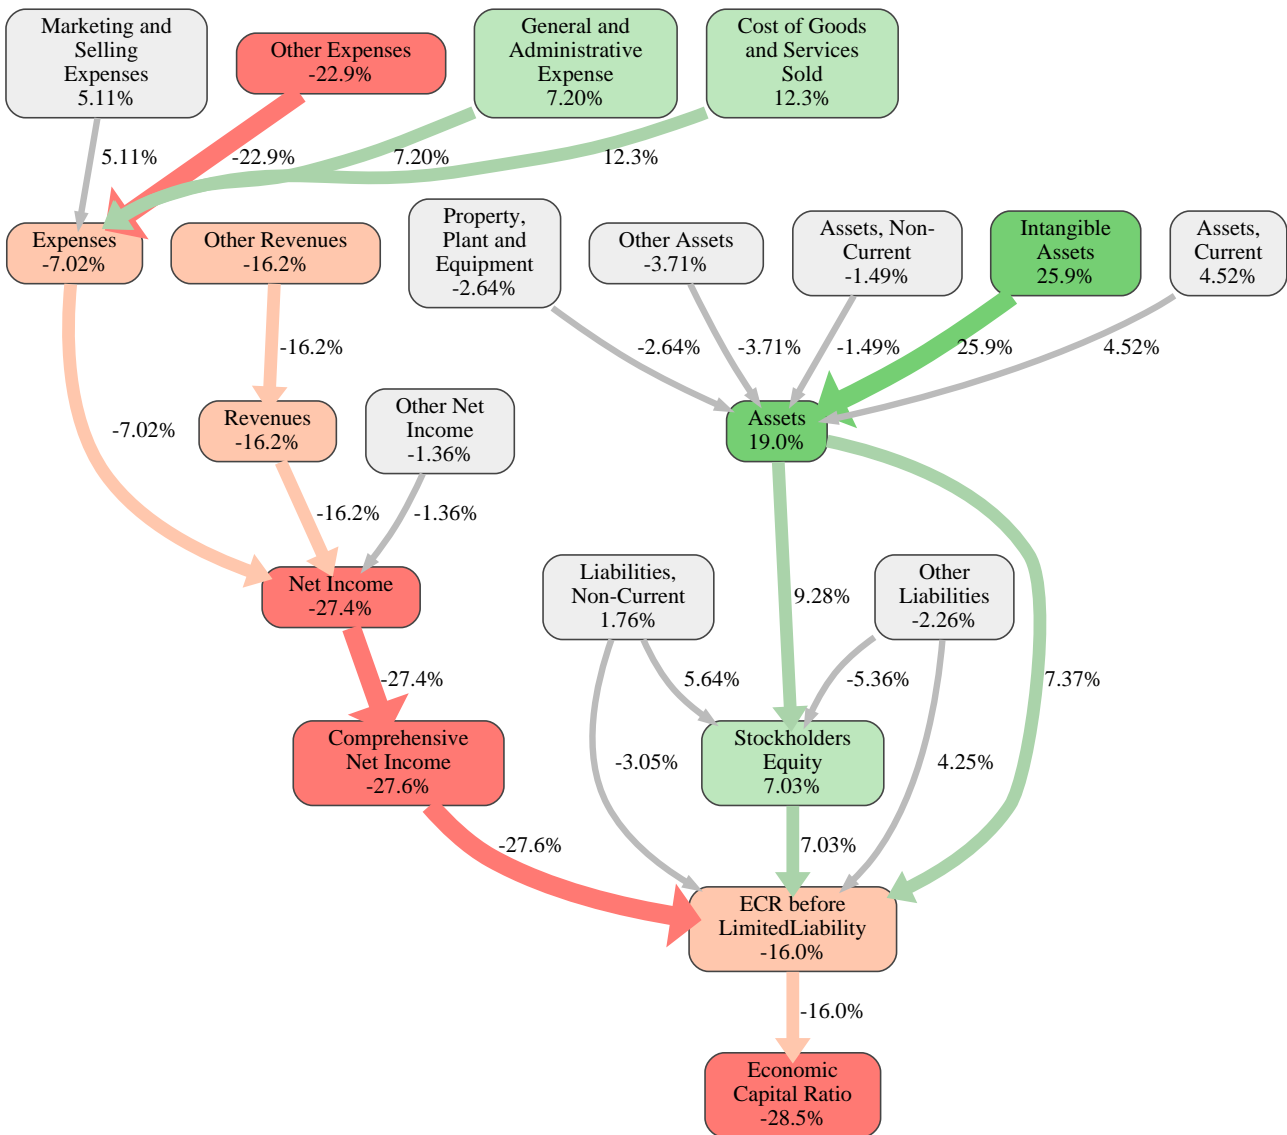 Marketing and
Selling
Expenses
5.11%
Other Expenses
-22.9%
General and
Administrative
Expense
7.20%
Cost of Goods
and Services
Sold
12.3%
5.11%
-22.9%
7.20%
12.3%
Expenses
-7.02%
Other Revenues
-16.2%
Property,
Plant and
Equipment
-2.64%
Other Assets
-3.71%
Assets, Non-
Current
-1.49%
Intangible
Assets
25.9%
Assets,
Current
4.52%
-16.2%
-2.64%
-3.71%
-1.49%
25.9%
4.52%
-7.02%
Revenues
-16.2%
Other Net
Income
-1.36%
Assets
19.0%
-16.2%
-1.36%
Net Income
-27.4%
Liabilities,
Non-Current
1.76%
9.28%
Other
Liabilities
-2.26%
-27.4%
5.64%
-5.36%
7.37%
Comprehensive
Net Income
-27.6%
-3.05%
Stockholders
Equity
7.03%
4.25%
-27.6%
7.03%
ECR before
LimitedLiability
-16.0%
-16.0%
Economic
Capital Ratio
-28.5%